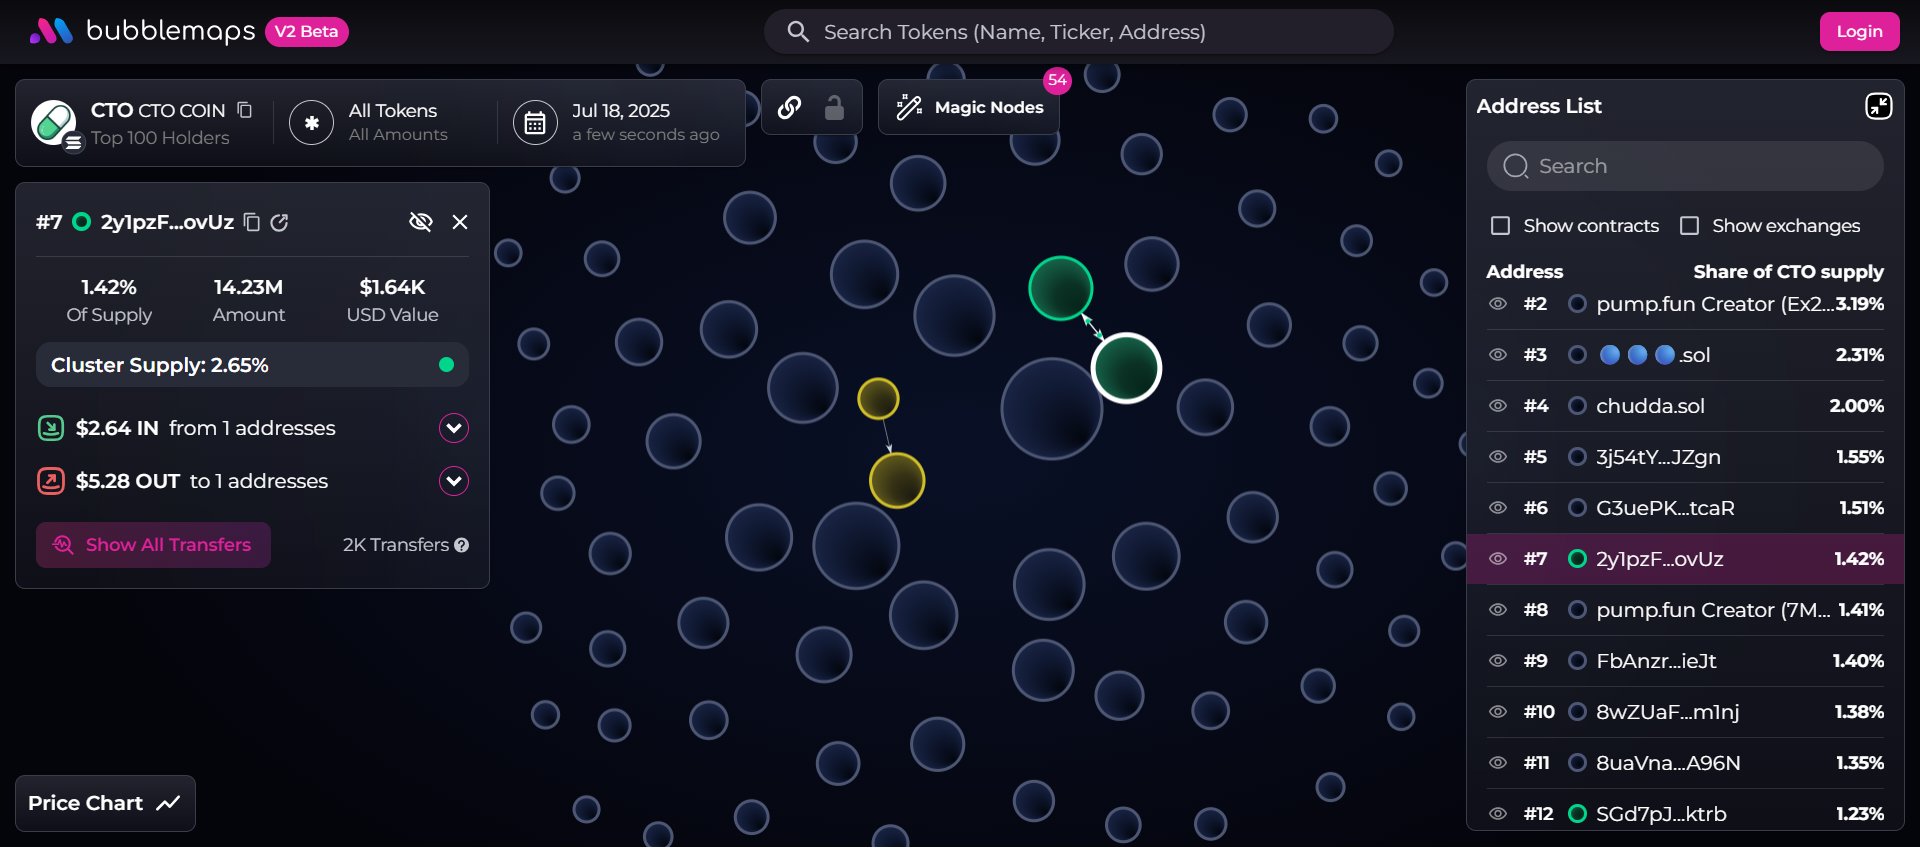 bubblemaps V2 Beta
Search Tokens (Name, Ticker, Address)
Login
CTO CTO COIN
Top 100 Holders
All Tokens
All Amounts
Jul 18, 2025
a few seconds ago
Magic Nodes
54
#7 2y1pzF...ovUz
1.42% 14.23M $1.64K
Of Supply Amount USD Value
Cluster Supply: 2.65%
$2.64 IN from 1 addresses
$5.28 OUT to 1 addresses
Show All Transfers 2K Transfers
Price Chart
Address List
Search
Show contracts Show exchanges
Address Share of CTO supply
#2 pump.fun Creator (Ex2... 3.19%
#3 .sol 2.31%
#4 chudda.sol 2.00%
#5 3j54tY...JZgn 1.55%
#6 G3uePK...tcaR 1.51%
#7 2y1pzF...ovUz 1.42%
#8 pump.fun Creator (7M... 1.41%
#9 FbAnzr...ieJt 1.40%
#10 8wZUaF...m1nj 1.38%
#11 8uaVna...A96N 1.35%
#12 SGd7pJ...ktrb 1.23%